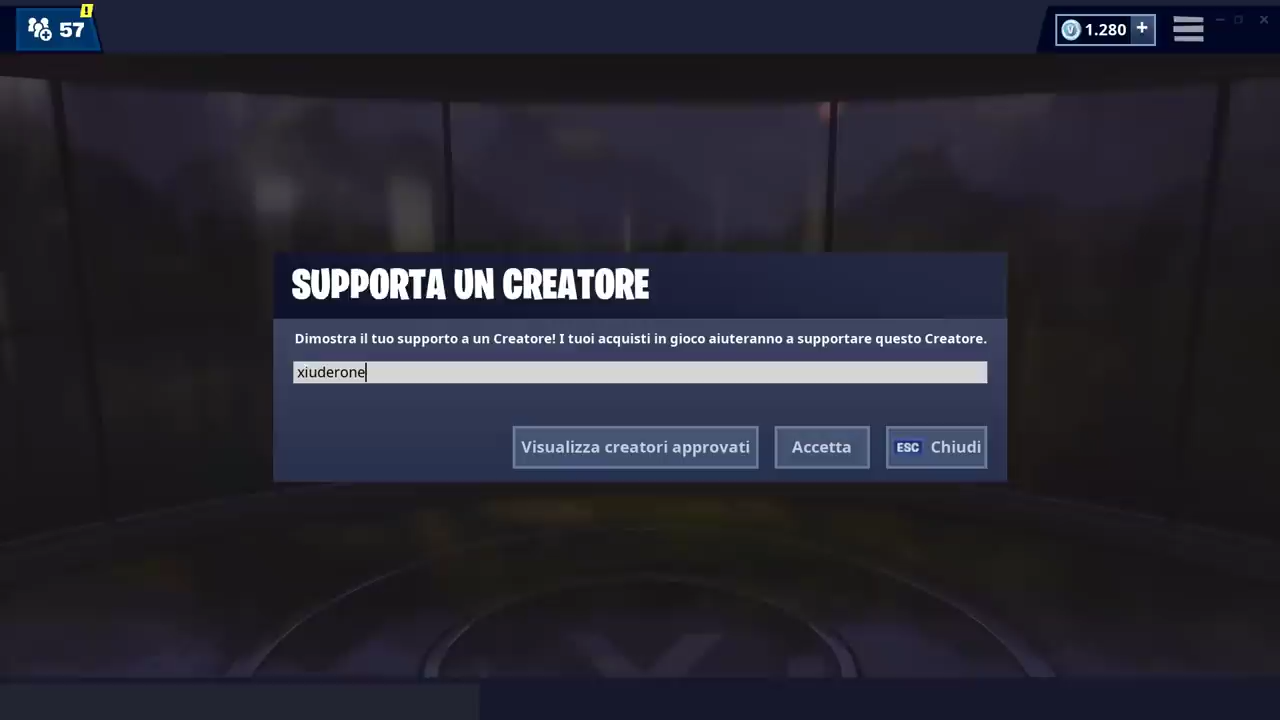 57
!
1.280 +
SUPPORTA UN CREATORE
Dimostra il tuo supporto a un Creatore! I tuoi acquisti in gioco aiuteranno a supportare questo Creatore.
xiuderone
Visualizza creatori approvati
Accetta
ESC Chiudi